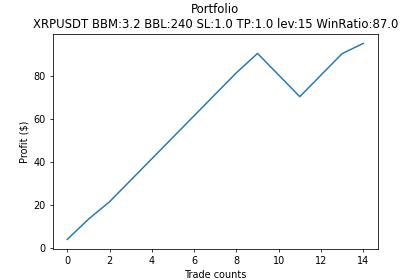 Portfolio
XRPUSDT BBM:3.2 BBL:240 SL:1.0 TP:1.0 lev:15 WinRatio:87.0
Profit ($)
80
60
40
20
0
0 2 4 6 8 10 12 14
Trade counts